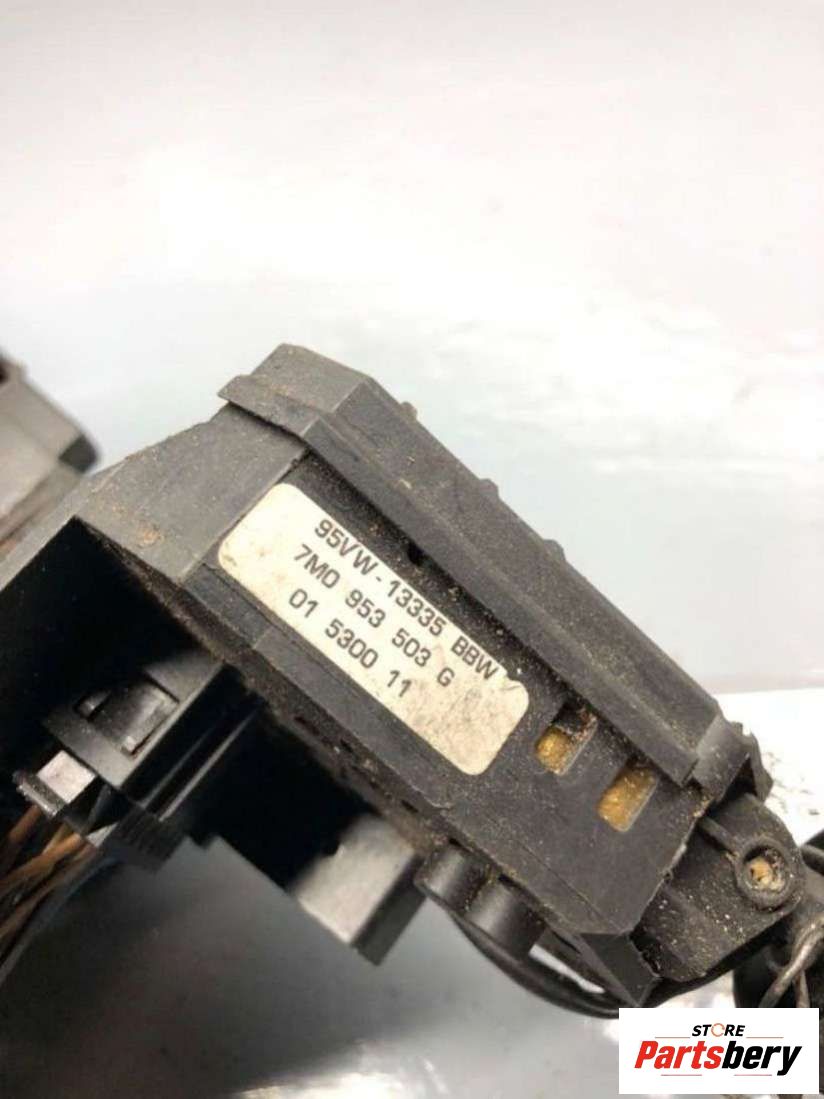 95VW-13335 BBW
7M0 953 503 G
01 5300 11
STORE
Partsbery